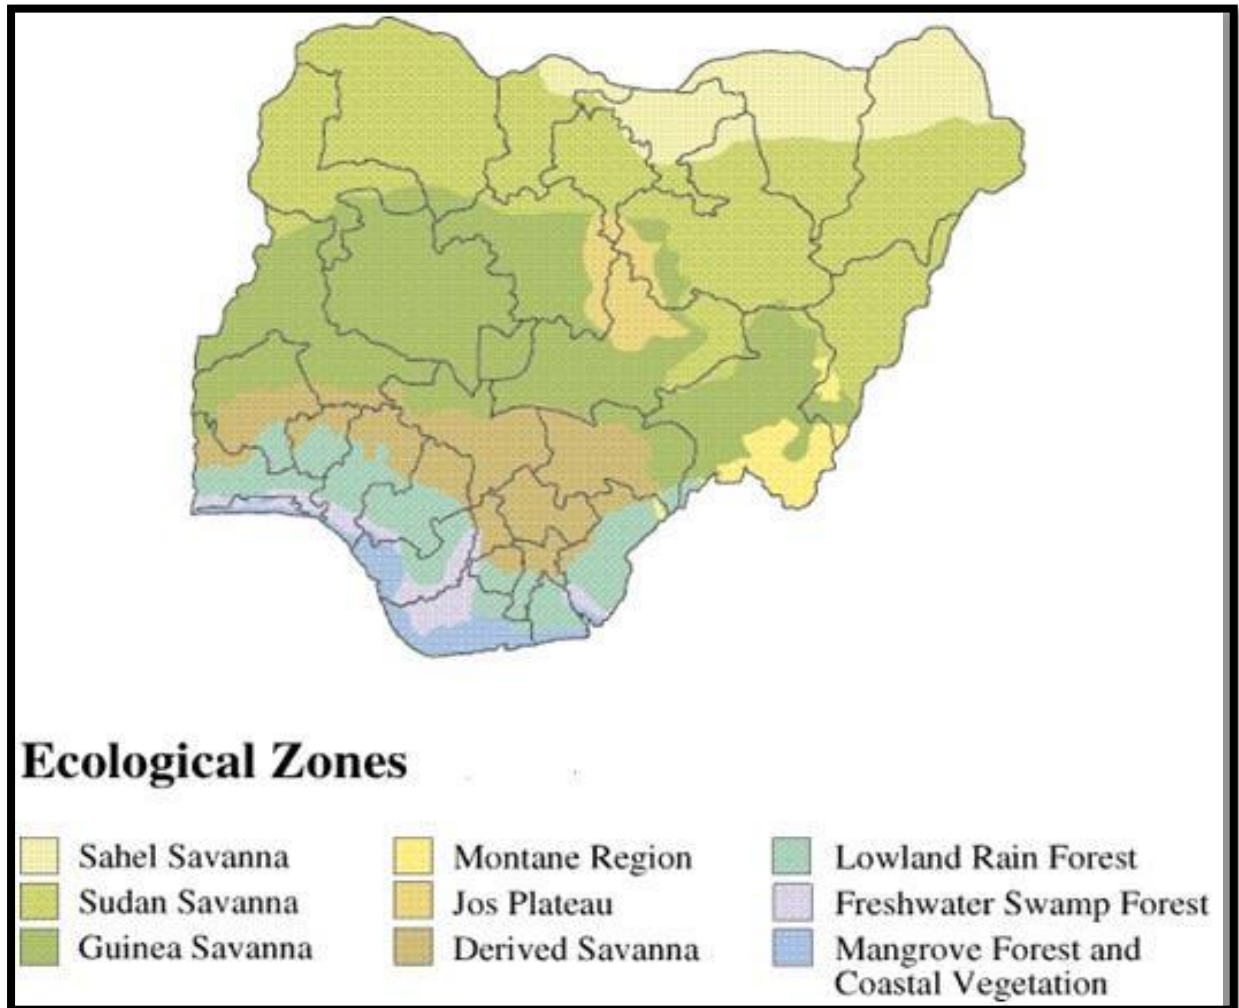 Ecological Zones
Sahel Savanna
Sudan Savanna
Guinea Savanna
Montane Region
Jos Plateau
Derived Savanna
Lowland Rain Forest
Freshwater Swamp Forest
Mangrove Forest and
Coastal Vegetation